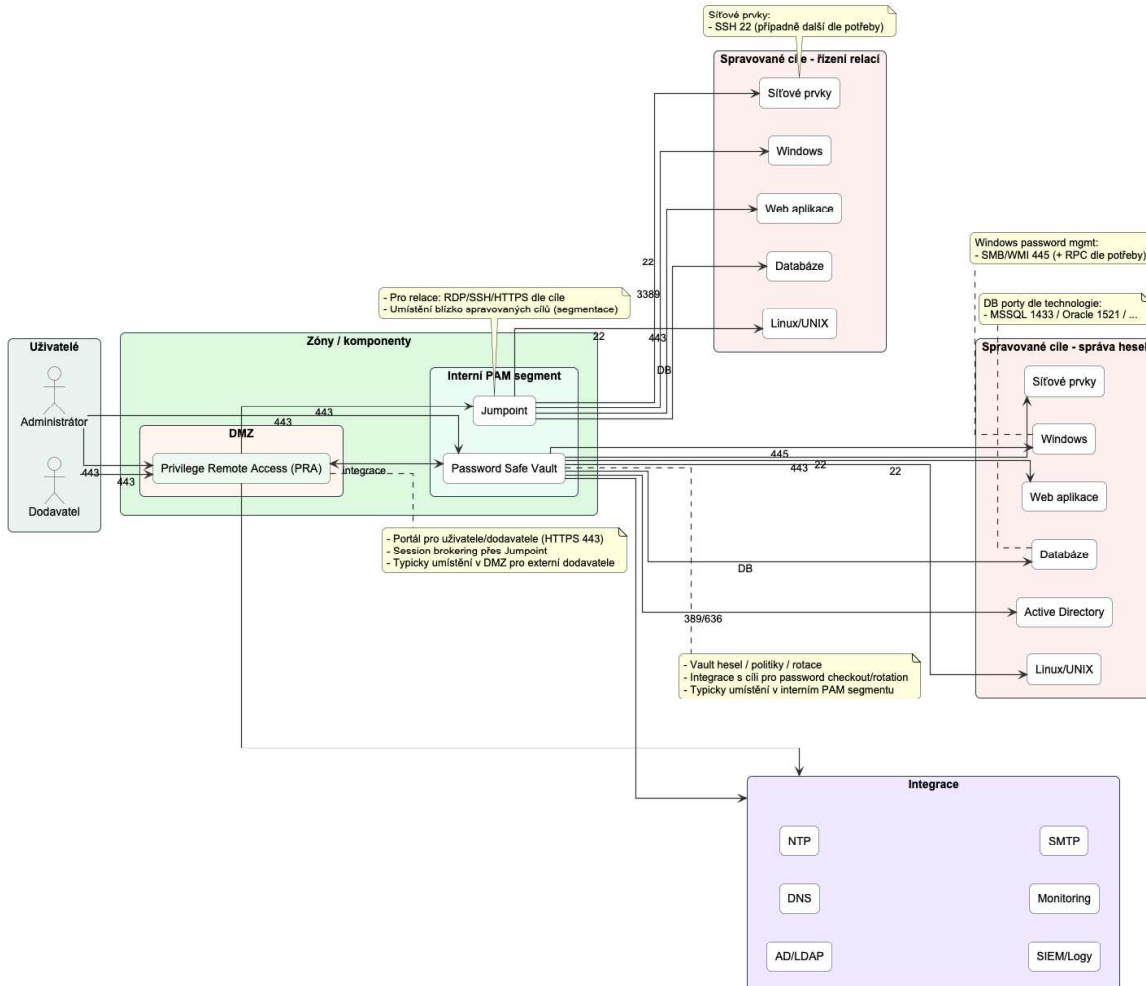 Síťové prvky:
- SSH 22 (případně další dle potřeby)
Spravované cíle - řízení relací
Síťové prvky
Windows
Web aplikace
Databáze
Linux/UNIX
22
3389
443
22
DB
Windows password mgmt:
- SMB/WMI 445 (+ RPC dle potřeby)
DB porty dle technologie:
- MSSQL 1433 / Oracle 1521 / ...
- Pro relace: RDP/SSH/HTTPS dle cíle
- Umístění blízko spravovaných cílů (segmentace)
Uživatelé
Administrátor
Dodavatel
Zóny / komponenty
Interní PAM segment
Jumpoint
Password Safe Vault
DMZ
Privilege Remote Access (PRA)
443
443
443
443
integrace
Spravované cíle - správa hesel
Síťové prvky
Windows
Web aplikace
Databáze
Active Directory
Linux/UNIX
445
443
22
22
DB
389/636
- Portál pro uživatele/dodavatele (HTTPS 443)
- Session brokering přes Jumpoint
- Typicky umístění v DMZ pro externí dodavatele
- Vault hesel / politiky / rotace
- Integrace s cíli pro password checkout/rotation
- Typicky umístění v interním PAM segmentu
Integrace
NTP
SMTP
DNS
Monitoring
AD/LDAP
SIEM/Logy